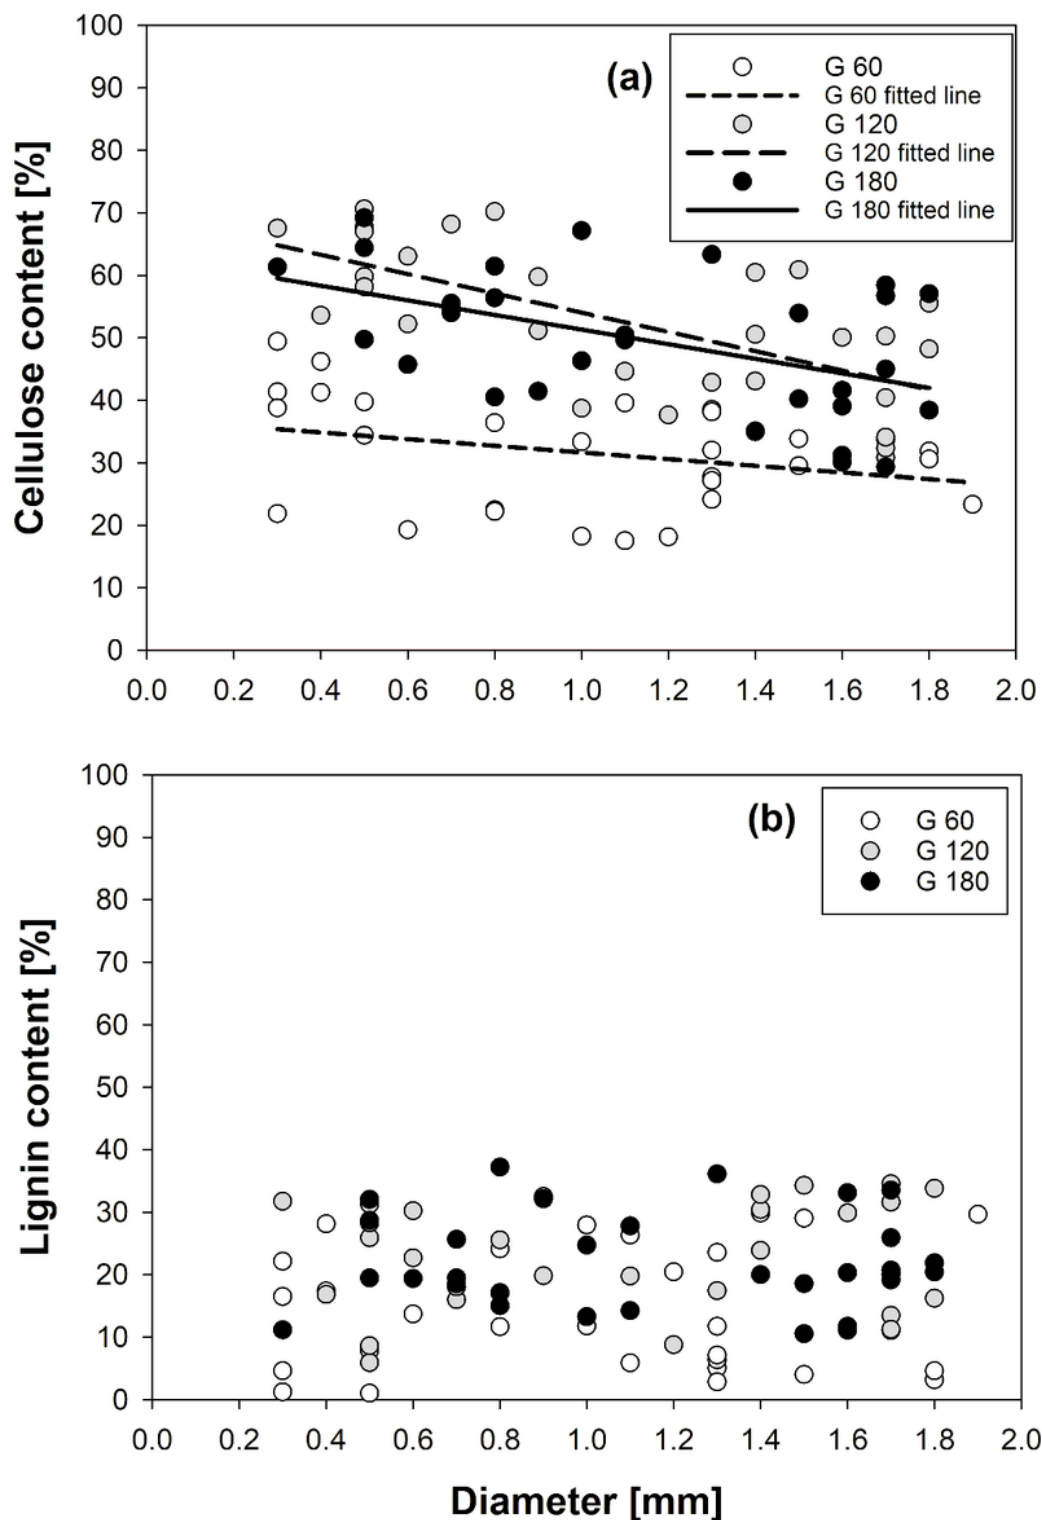 100
90
80
70
60
50
40
30
20
10
0
Cellulose content [%]
(a)
G 60
G 60 fitted line
G 120
G 120 fitted line
G 180
G 180 fitted line
0.0 0.2 0.4 0.6 0.8 1.0 1.2 1.4 1.6 1.8 2.0
100
90
80
70
60
50
40
30
20
10
0
Lignin content [%]
(b)
G 60
G 120
G 180
0.0 0.2 0.4 0.6 0.8 1.0 1.2 1.4 1.6 1.8 2.0
Diameter [mm]